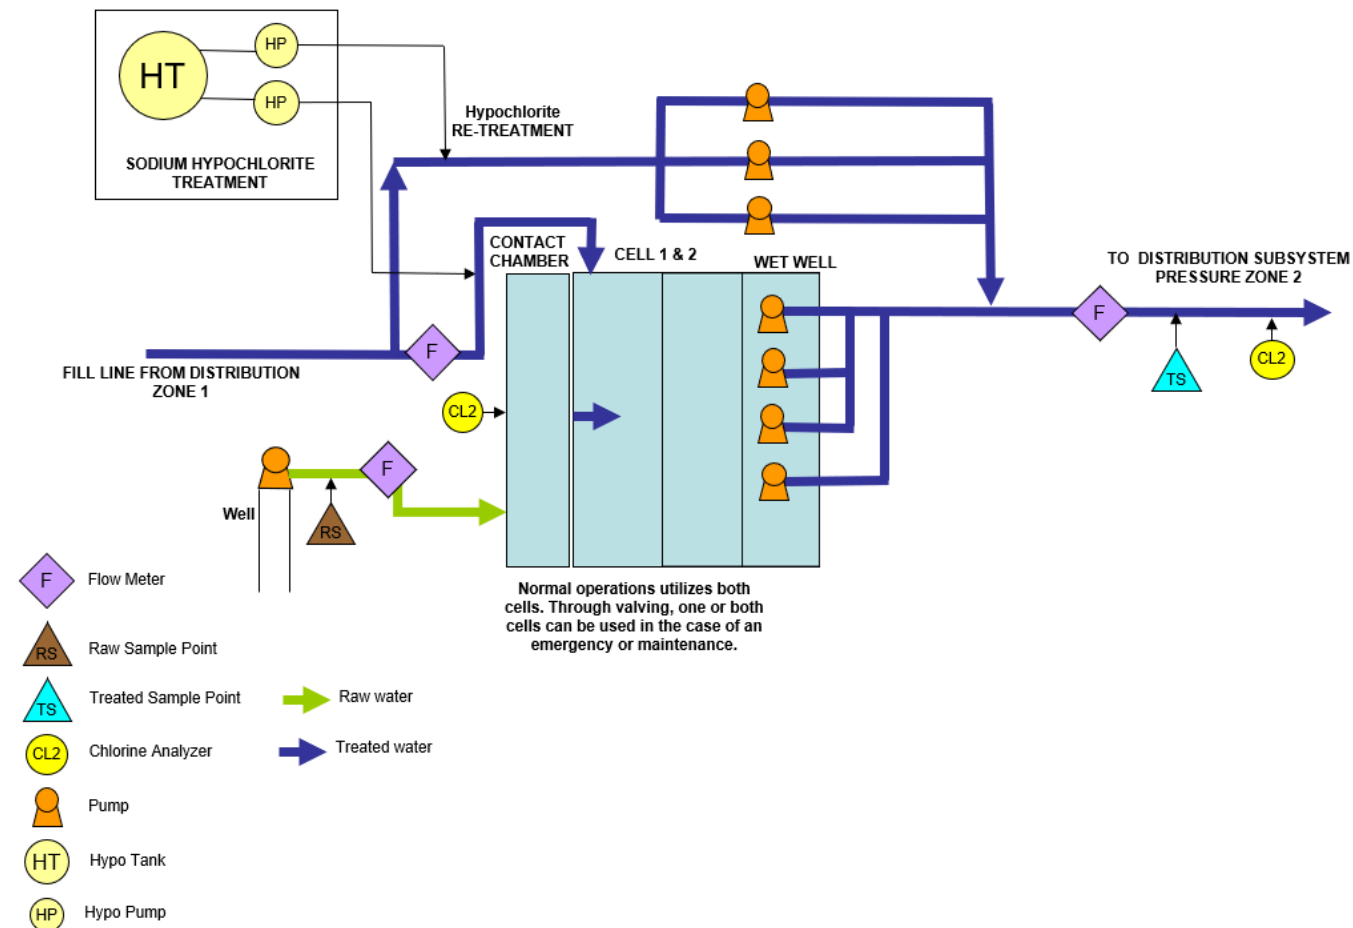 HT
HP
HP
SODIUM HYPOCHLORITE
TREATMENT
Hypochlorite
RE-TREATMENT
CONTACT
CHAMBER
CELL 1 & 2
WET WELL
TO DISTRIBUTION SUBSYSTEM
PRESSURE ZONE 2
F
TS
CL2
F
FILL LINE FROM DISTRIBUTION
ZONE 1
CL2
F
Well
RS
Normal operations utilizes both
cells. Through valving, one or both
cells can be used in the case of an
emergency or maintenance.
F Flow Meter
RS Raw Sample Point
TS Treated Sample Point
Raw water
CL2 Chlorine Analyzer
Treated water
Pump
HT Hypo Tank
HP Hypo Pump